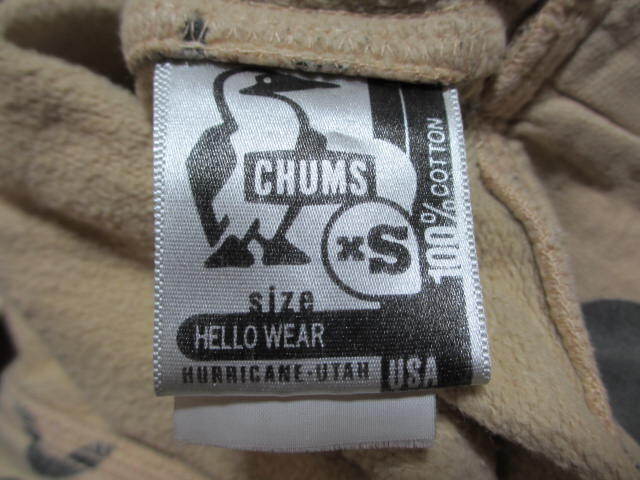 CHUMS
xS
100% COTTON
size
HELLO WEAR
HURRICANE-UTAH USA